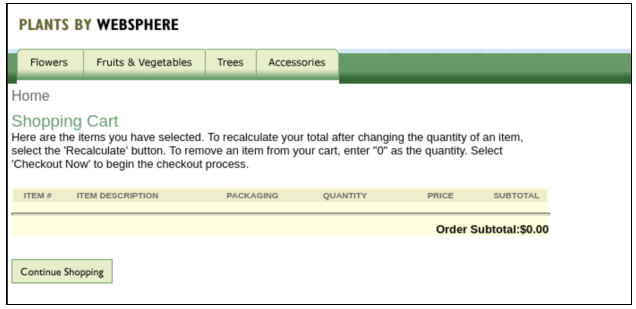 PLANTS BY WEBSPHERE
Flowers Fruits & Vegetables Trees Accessories
Home
Shopping Cart
Here are the items you have selected. To recalculate your total after changing the quantity of an item,
select the 'Recalculate' button. To remove an item from your cart, enter "0" as the quantity. Select
'Checkout Now' to begin the checkout process.
ITEM # ITEM DESCRIPTION PACKAGING QUANTITY PRICE SUBTOTAL
Order Subtotal:$0.00
Continue Shopping